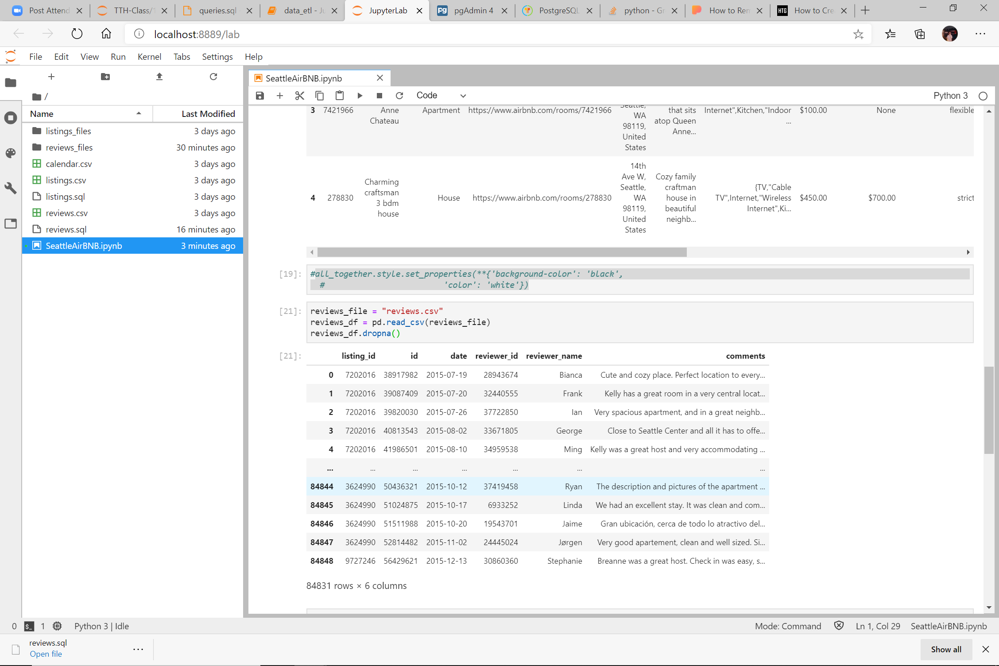 Post Attend
TTH-Class/1
queries.sql
data_etl - Ju
JupyterLab
pgAdmin 4
PostgreSQL
python - Gr
How to Ren
HTG How to Cre
localhost:8889/lab
File Edit View Run Kernel Tabs Settings Help
/
Name Last Modified
listings_files 3 days ago
reviews_files 30 minutes ago
calendar.csv 3 days ago
listings.csv 3 days ago
listings.sql 3 days ago
reviews.csv 3 days ago
reviews.sql 16 minutes ago
SeattleAirBNB.ipynb 3 minutes ago
SeattleAirBNB.ipynb
Code Python 3
3 7421966 Anne Chateau Apartment https://www.airbnb.com/rooms/7421966 Seattle, WA 98119, United States that sits atop Queen Anne... Internet",Kitchen,"Indoor ... $100.00 None flexible
4 278830 Charming craftsman 3 bdm house House https://www.airbnb.com/rooms/278830 14th Ave W, Seattle, WA 98119, United States Cozy family craftman house in beautiful neighb... {TV,"Cable TV",Internet,"Wireless Internet",Ki... $450.00 $700.00 strict
[19]: #all_together.style.set_properties(**{'background-color': 'black',
# 'color': 'white'})
[21]: reviews_file = "reviews.csv"
reviews_df = pd.read_csv(reviews_file)
reviews_df.dropna()
[21]: listing_id id date reviewer_id reviewer_name comments
0 7202016 38917982 2015-07-19 28943674 Bianca Cute and cozy place. Perfect location to every...
1 7202016 39087409 2015-07-20 32440555 Frank Kelly has a great room in a very central locat...
2 7202016 39820030 2015-07-26 37722850 Ian Very spacious apartment, and in a great neighb...
3 7202016 40813543 2015-08-02 33671805 George Close to Seattle Center and all it has to offe...
4 7202016 41986501 2015-08-10 34959538 Ming Kelly was a great host and very accommodating ...
... ... ... ... ... ... ...
84844 3624990 50436321 2015-10-12 37419458 Ryan The description and pictures of the apartment ...
84845 3624990 51024875 2015-10-17 6933252 Linda We had an excellent stay. It was clean and com...
84846 3624990 51511988 2015-10-20 19543701 Jaime Gran ubicación, cerca de todo lo atractivo del...
84847 3624990 52814482 2015-11-02 24445024 Jørgen Very good apartement, clean and well sized. Si...
84848 9727246 56429621 2015-12-13 30860360 Stephanie Breanne was a great host. Check in was easy, s...
84831 rows × 6 columns
0 $_ 1 Python 3 | Idle Mode: Command Ln 1, Col 29 SeattleAirBNB.ipynb
reviews.sql
Open file
Show all